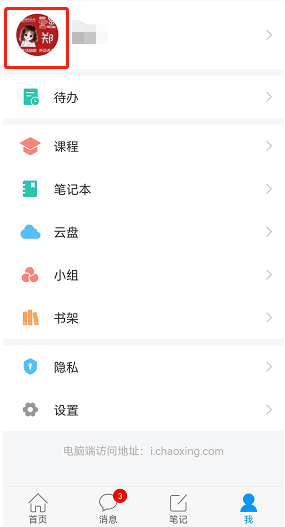 郑
待办
课程
笔记本
云盘
小组
书架
隐私
设置
电脑端访问地址：i.chaoxing.com
3
首页
消息
笔记
我